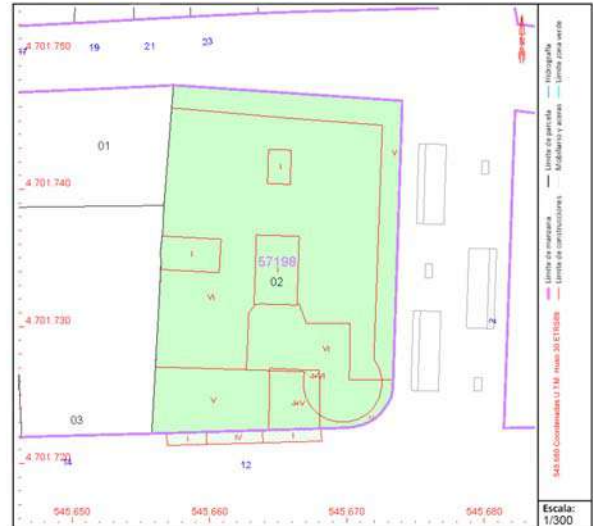 4.701.750
19
21
23
01
V
I
4.701.740
I
57198
I
02
VI
4.701.730
VI
V
03
I
IV
I
4.701.720
14
12
2
545.650
545.660
545.670
545.680
Límite de manzana
Límite de parcela
Hidrografía
545.680 Coordenadas U.T.M. Huso 30 ETRS89
Límite de construcciones
Mobiliario y aceras
Límite zona verde
Escala:
1/300